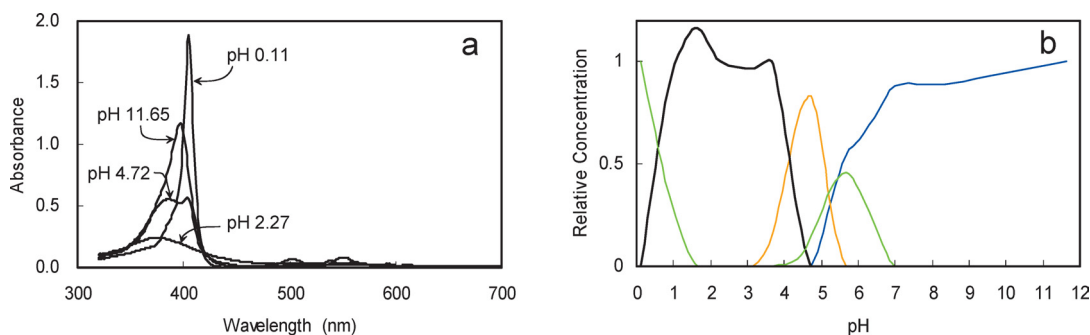 a
2.0
1.5
1.0
0.5
0.0
Absorbance
pH 0.11
pH 11.65
pH 4.72
pH 2.27
300 400 500 600 700
Wavelength (nm)
b
1
0.5
0
Relative Concentration
0 1 2 3 4 5 6 7 8 9 10 11 12
pH